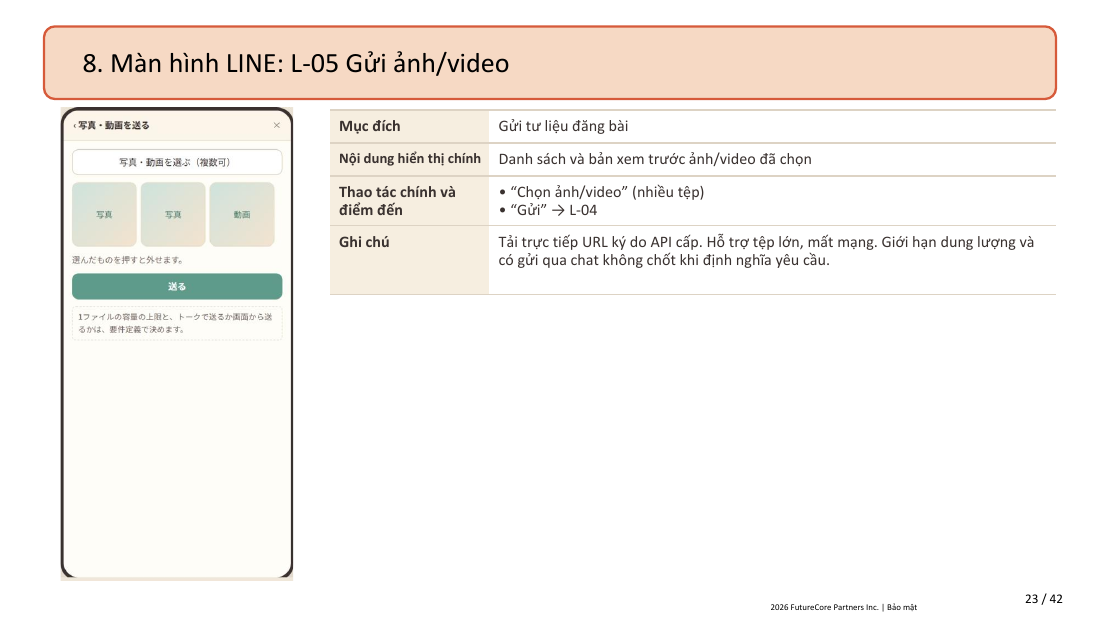 8. Màn hình LINE: L-05 Gửi ảnh/video
‹ 写真・動画を送る ×
写真・動画を選ぶ（複数可）
写真 写真 動画
選んだものを押すと外せます。
送る
1ファイルの容量の上限と、トークで送るか画面から送
るかは、要件定義で決めます。
Mục đích Gửi tư liệu đăng bài
Nội dung hiển thị chính Danh sách và bản xem trước ảnh/video đã chọn
Thao tác chính và • “Chọn ảnh/video” (nhiều tệp)
điểm đến • “Gửi” → L-04
Ghi chú Tải trực tiếp URL ký do API cấp. Hỗ trợ tệp lớn, mất mạng. Giới hạn dung lượng và
có gửi qua chat không chốt khi định nghĩa yêu cầu.
2026 FutureCore Partners Inc. | Bảo mật
23 / 42